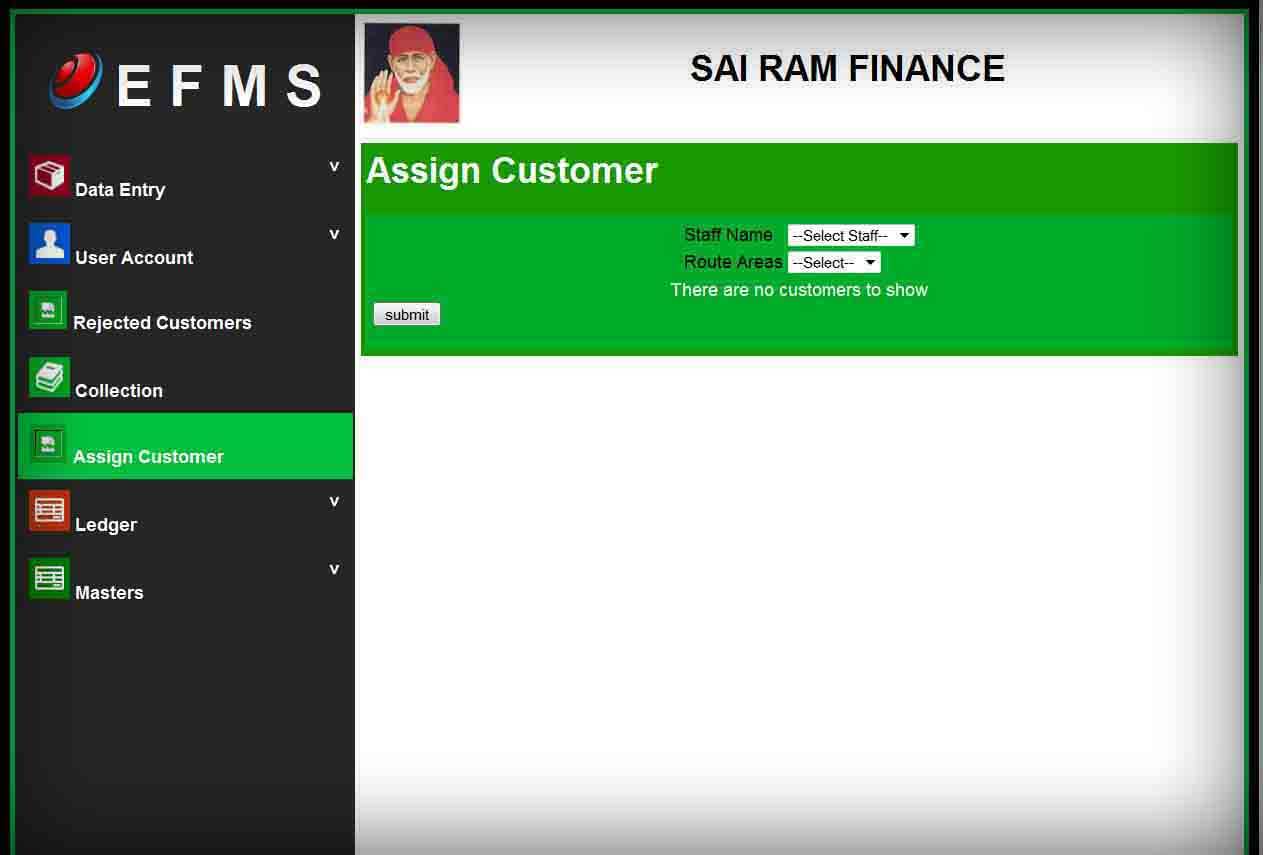 E F M S
SAI RAM FINANCE
Data Entry v
User Account v
Rejected Customers
Collection
Assign Customer
Ledger v
Masters v
Assign Customer
Staff Name --Select Staff--
Route Areas --Select--
There are no customers to show
submit